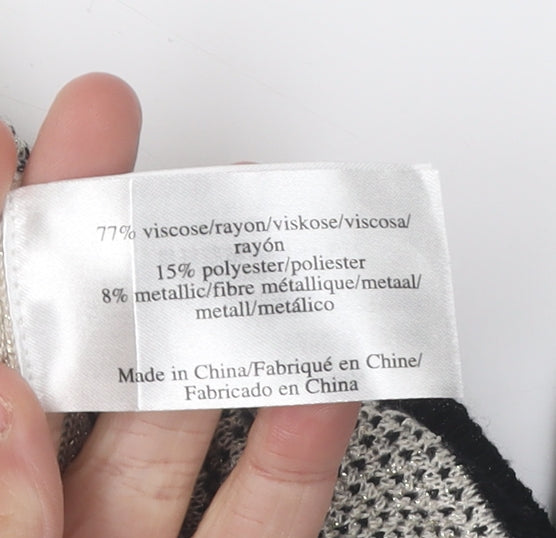 77% viscose/rayon/viskose/viscosa/
rayón
15% polyester/poliester
8% metallic/fibre métallique/metaal/
metall/metálico
Made in China/Fabriqué en Chine/
Fabricado en China